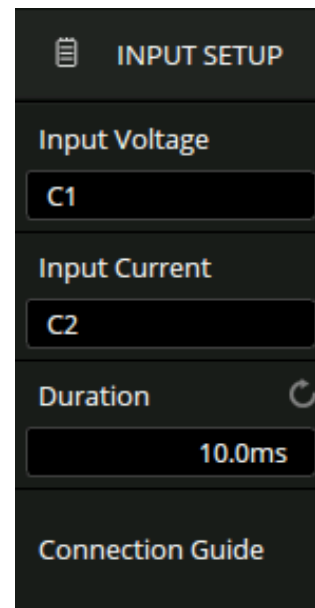 INPUT SETUP
Input Voltage
C1
Input Current
C2
Duration
10.0ms
Connection Guide